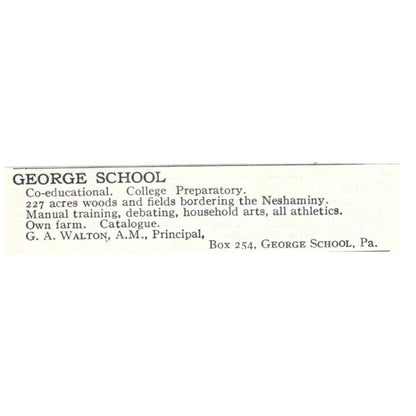 GEORGE SCHOOL
Co-educational. College Preparatory.
227 acres woods and fields bordering the Neshaminy.
Manual training, debating, household arts, all athletics.
Own farm. Catalogue.
G. A. WALTON, A.M., Principal,
Box 254, GEORGE SCHOOL, Pa.